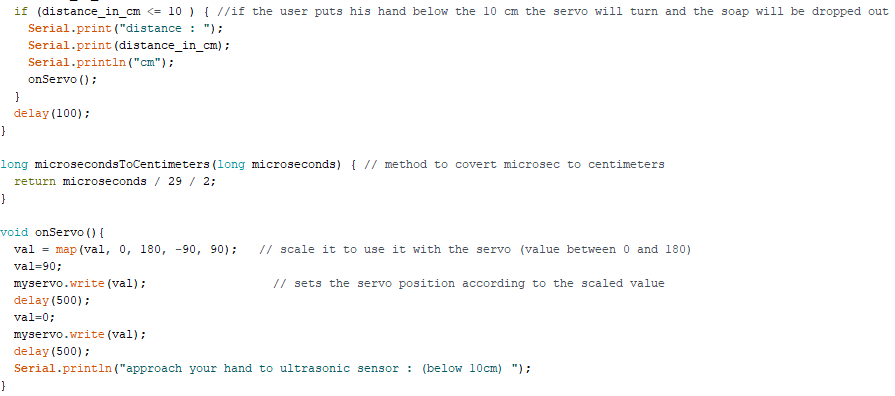 if (distance_in_cm <= 10 ) { //if the user puts his hand below the 10 cm the servo will turn and the soap will be dropped out
Serial.print("distance : ");
Serial.print(distance_in_cm);
Serial.println("cm");
onServo();
}
delay(100);
}
long microsecondsToCentimeters(long microseconds) { // method to covert microsec to centimeters
return microseconds / 29 / 2;
}
void onServo(){
val = map(val, 0, 180, -90, 90);   // scale it to use it with the servo (value between 0 and 180)
val=90;
myservo.write(val);                  // sets the servo position according to the scaled value
delay(500);
val=0;
myservo.write(val);
delay(500);
Serial.println("approach your hand to ultrasonic sensor : (below 10cm) ");
}